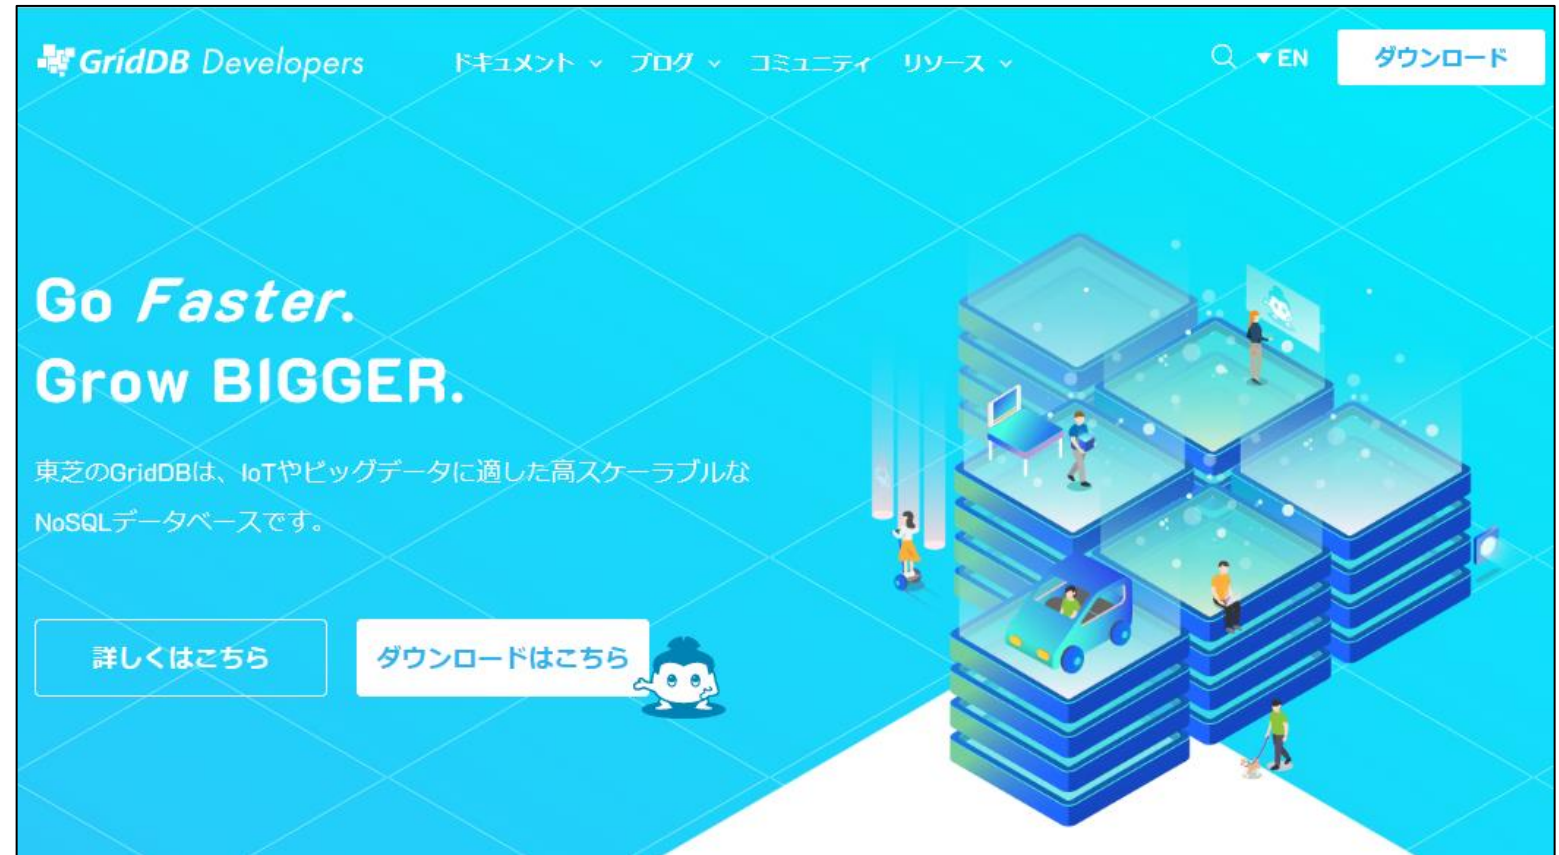 GridDB Developers
ドキュメント ブログ コミュニティ リソース
EN
ダウンロード
Go Faster.
Grow BIGGER.
東芝のGridDBは、IoTやビッグデータに適した高スケーラブルな
NoSQLデータベースです。
詳しくはこちら
ダウンロードはこちら